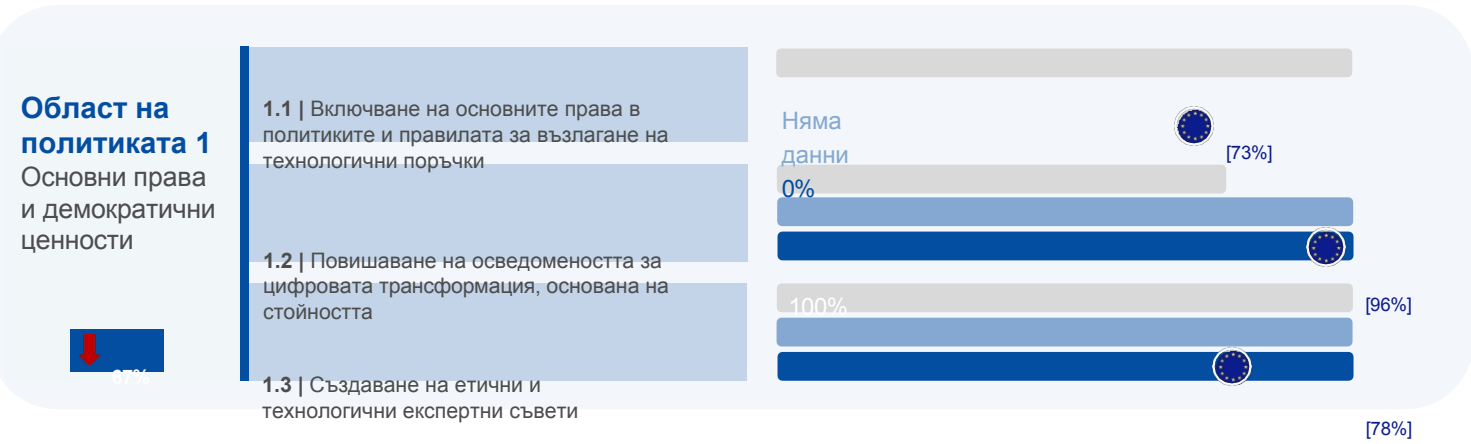 Област на
политиката 1
Основни права
и демократични
ценности
67%
1.1 | Включване на основните права в
политиките и правилата за възлагане на
технологични поръчки
1.2 | Повишаване на осведомеността за
цифровата трансформация, основана на
стойността
1.3 | Създаване на етични и
технологични експертни съвети
Няма
данни
0%
[73%]
100%
[96%]
[78%]